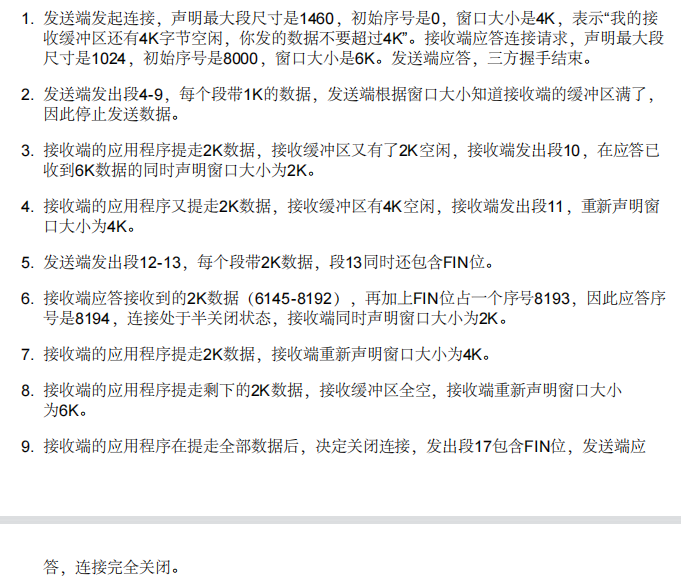 1. 发送端发起连接，声明最大段尺寸是1460，初始序号是0，窗口大小是4K，表示“我的接
收缓冲区还有4K字节空闲，你发的数据不要超过4K”。接收端应答连接请求，声明最大段
尺寸是1024，初始序号是8000，窗口大小是6K。发送端应答，三方握手结束。
2. 发送端发出段4-9，每个段带1K的数据，发送端根据窗口大小知道接收端的缓冲区满了，
因此停止发送数据。
3. 接收端的应用程序提走2K数据，接收缓冲区又有了2K空闲，接收端发出段10，在应答已
收到6K数据的同时声明窗口大小为2K。
4. 接收端的应用程序又提走2K数据，接收缓冲区有4K空闲，接收端发出段11，重新声明窗
口大小为4K。
5. 发送端发出段12-13，每个段带2K数据，段13同时还包含FIN位。
6. 接收端应答接收到的2K数据（6145-8192），再加上FIN位占一个序号8193，因此应答序
号是8194，连接处于半关闭状态，接收端同时声明窗口大小为2K。
7. 接收端的应用程序提走2K数据，接收端重新声明窗口大小为4K。
8. 接收端的应用程序提走剩下的2K数据，接收缓冲区全空，接收端重新声明窗口大小
为6K。
9. 接收端的应用程序在提走全部数据后，决定关闭连接，发出段17包含FIN位，发送端应
答，连接完全关闭。